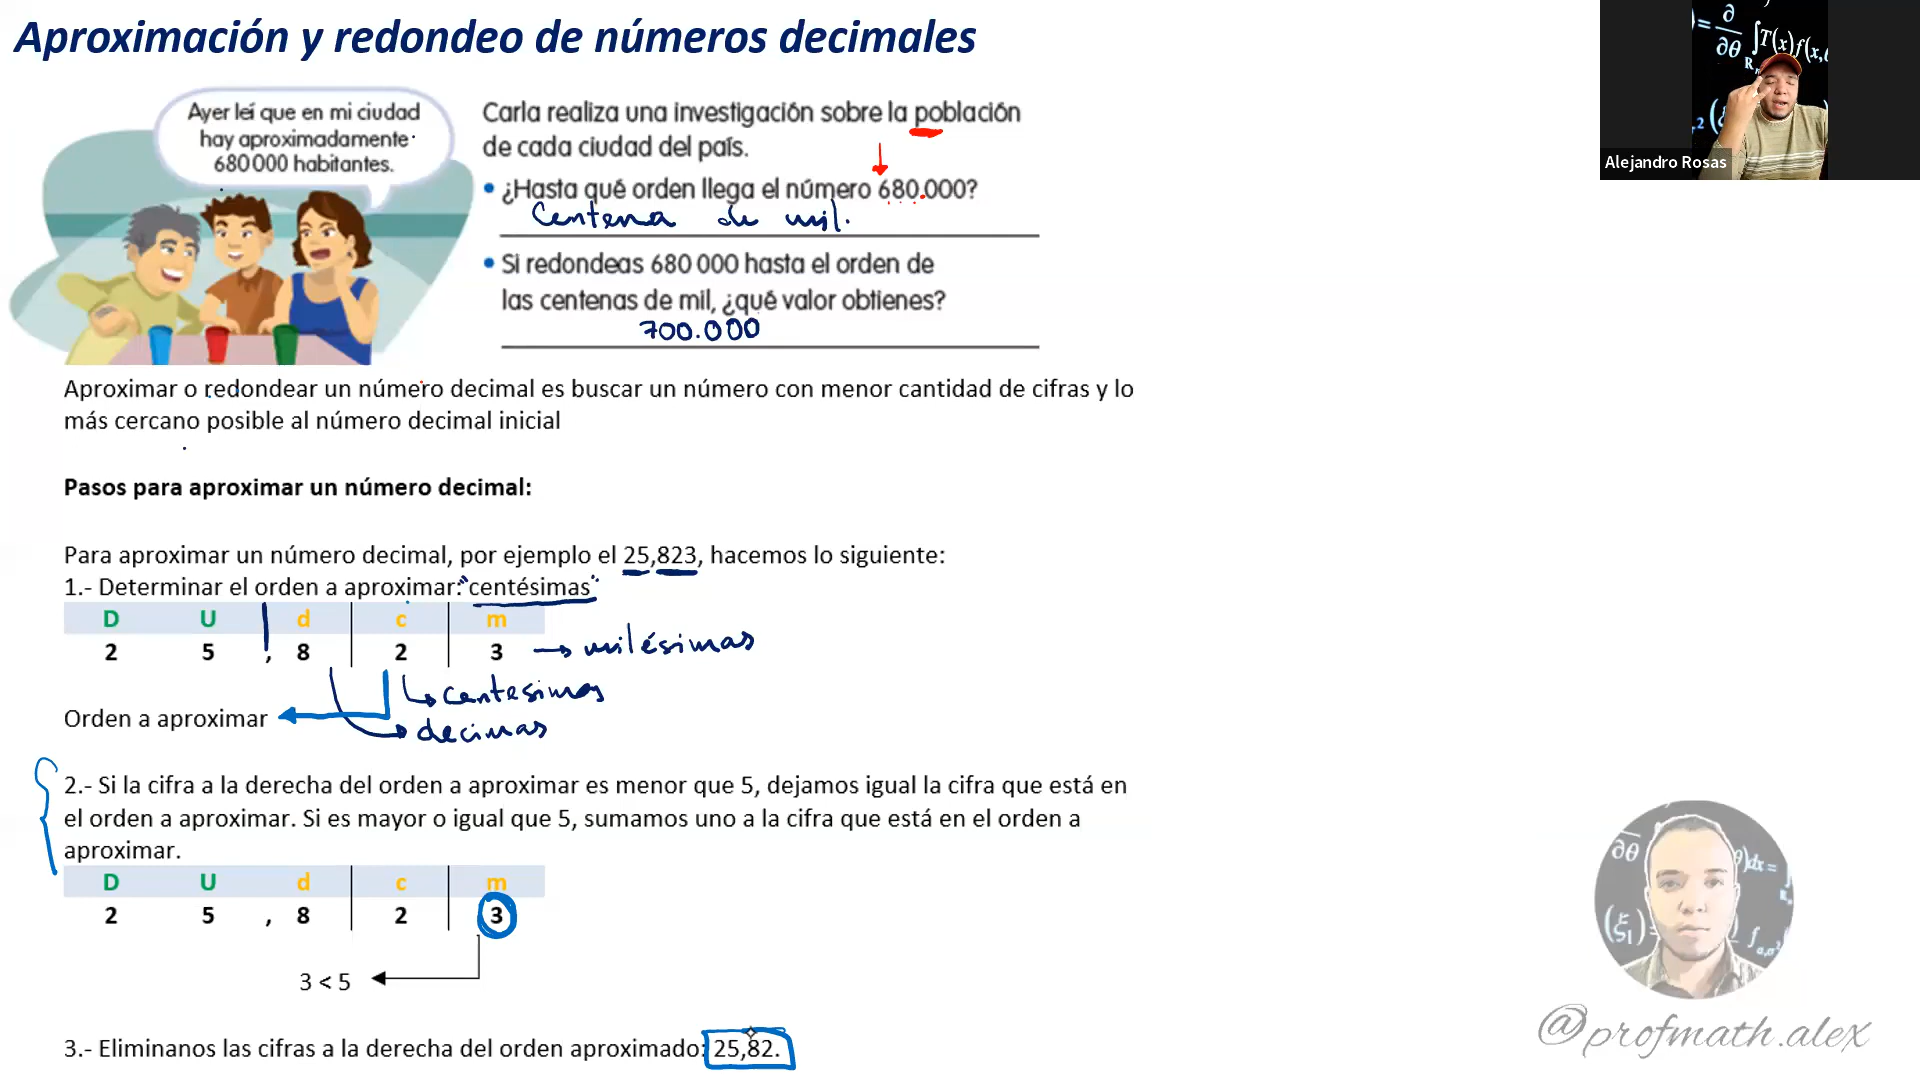 Aproximación y redondeo de números decimales
Ayer leí que en mi ciudad
hay aproximadamente
680 000 habitantes.
Carla realiza una investigación sobre la población
de cada ciudad del país.
• ¿Hasta qué orden llega el número 680.000?
Centena de mil.
• Si redondeas 680 000 hasta el orden de
las centenas de mil, ¿qué valor obtienes?
700.000
Aproximar o redondear un número decimal es buscar un número con menor cantidad de cifras y lo
más cercano posible al número decimal inicial
Pasos para aproximar un número decimal:
Para aproximar un número decimal, por ejemplo el 25,823, hacemos lo siguiente:
1.- Determinar el orden a aproximar: "centésimas"
D U d c m
2 5 , 8 2 3 → milésimas
centesimas
Orden a aproximar
decimas
2.- Si la cifra a la derecha del orden a aproximar es menor que 5, dejamos igual la cifra que está en
el orden a aproximar. Si es mayor o igual que 5, sumamos uno a la cifra que está en el orden a
aproximar.
D U d c m
2 5 , 8 2 3
3 < 5
3.- Eliminanos las cifras a la derecha del orden aproximado: 25,82.
Alejandro Rosas
@profmath.alex